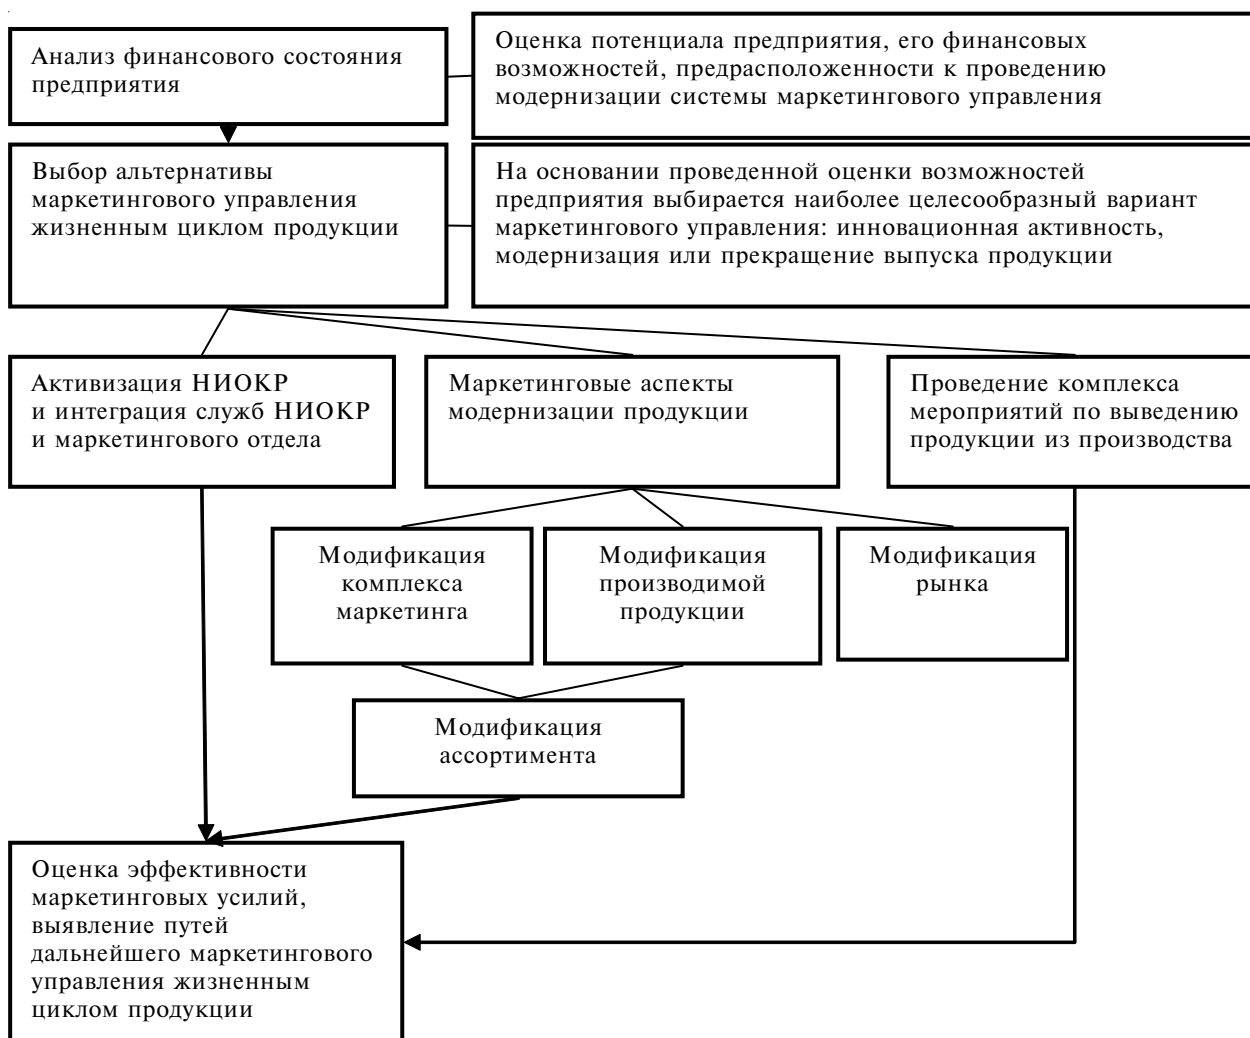 Анализ финансового состояния
предприятия
Оценка потенциала предприятия, его финансовых
возможностей, предрасположенности к проведению
модернизации системы маркетингового управления
Выбор альтернативы
маркетингового управления
жизненным циклом продукции
На основании проведенной оценки возможностей
предприятия выбирается наиболее целесообразный вариант
маркетингового управления: инновационная активность,
модернизация или прекращение выпуска продукции
Активизация НИОКР
и интеграция служб НИОКР
и маркетингового отдела
Маркетинговые аспекты
модернизации продукции
Проведение комплекса
мероприятий по выведению
продукции из производства
Модификация
комплекса
маркетинга
Модификация
производимой
продукции
Модификация
рынка
Модификация
ассортимента
Оценка эффективности
маркетинговых усилий,
выявление путей
дальнейшего маркетингового
управления жизненным
циклом продукции